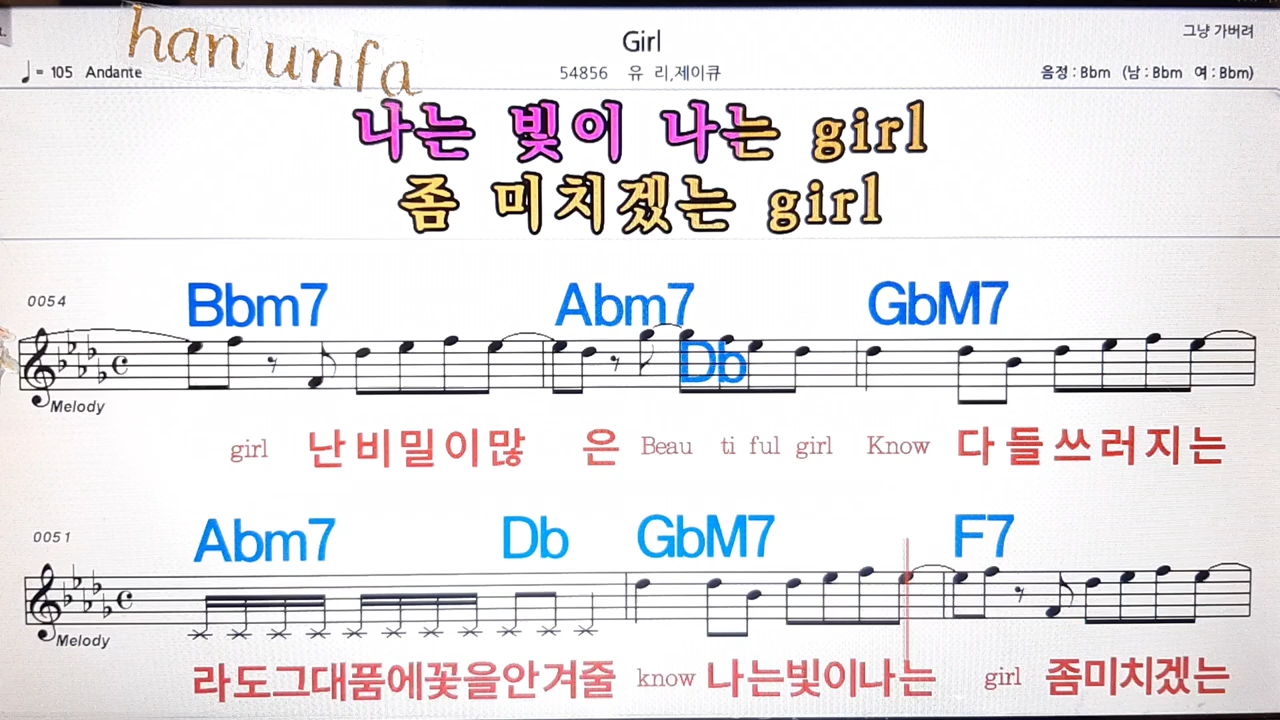 han unfa
Girl
그냥 가버려
♩= 105 Andante
54856 유 리,제이큐
음정 : Bbm (남 : Bbm 여 : Bbm)
나는 빛이 나는 girl
좀 미치겠는 girl
0054
Bbm7 Abm7 Db GbM7
Melody
girl 난비밀이많 은 Beau ti ful girl Know 다들쓰러지는
0051
Abm7 Db GbM7 F7
Melody
라도그대품에꽃을안겨줄 know 나는빛이나는 girl 좀미치겠는